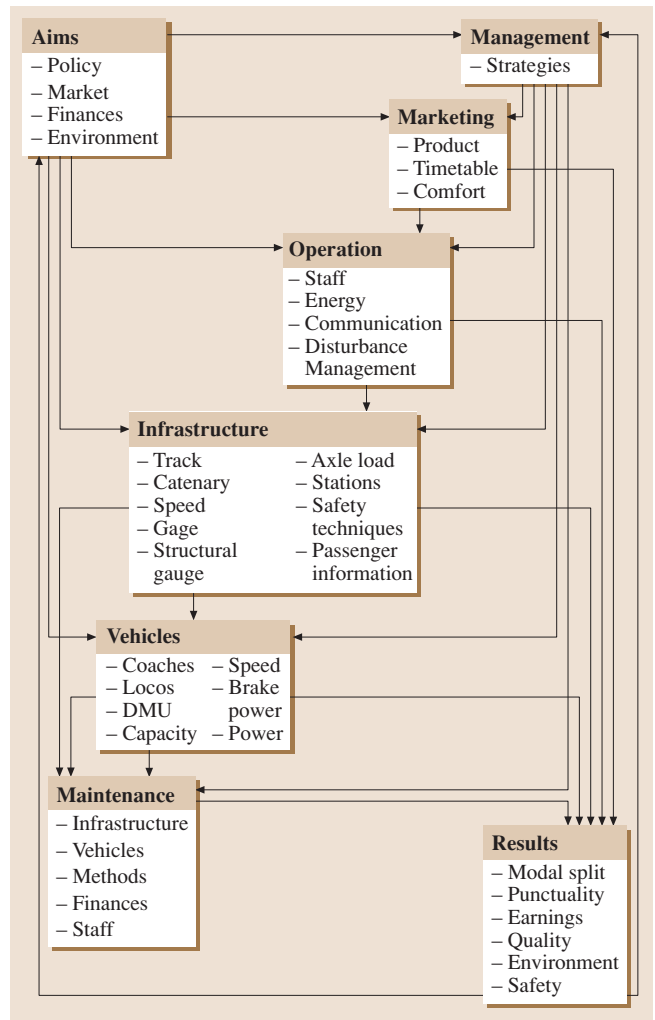 Aims
– Policy
– Market
– Finances
– Environment
Management
– Strategies
Marketing
– Product
– Timetable
– Comfort
Operation
– Staff
– Energy
– Communication
– Disturbance
Management
Infrastructure
– Track
– Catenary
– Speed
– Gage
– Structural
gauge
– Axle load
– Stations
– Safety
techniques
– Passenger
information
Vehicles
– Coaches
– Locos
– DMU
– Capacity
– Speed
– Brake
power
– Power
Maintenance
– Infrastructure
– Vehicles
– Methods
– Finances
– Staff
Results
– Modal split
– Punctuality
– Earnings
– Quality
– Environment
– Safety